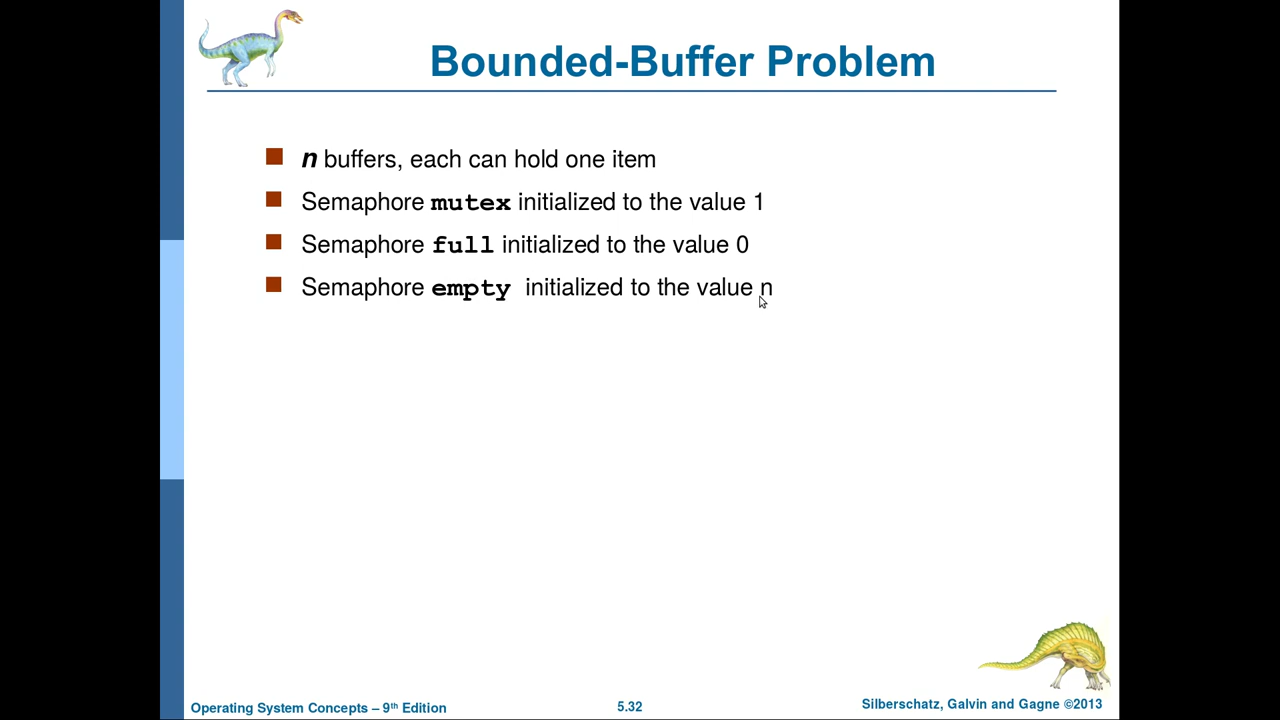 Bounded-Buffer Problem
n buffers, each can hold one item
Semaphore mutex initialized to the value 1
Semaphore full initialized to the value 0
Semaphore empty initialized to the value n
Operating System Concepts – 9th Edition
5.32
Silberschatz, Galvin and Gagne ©2013